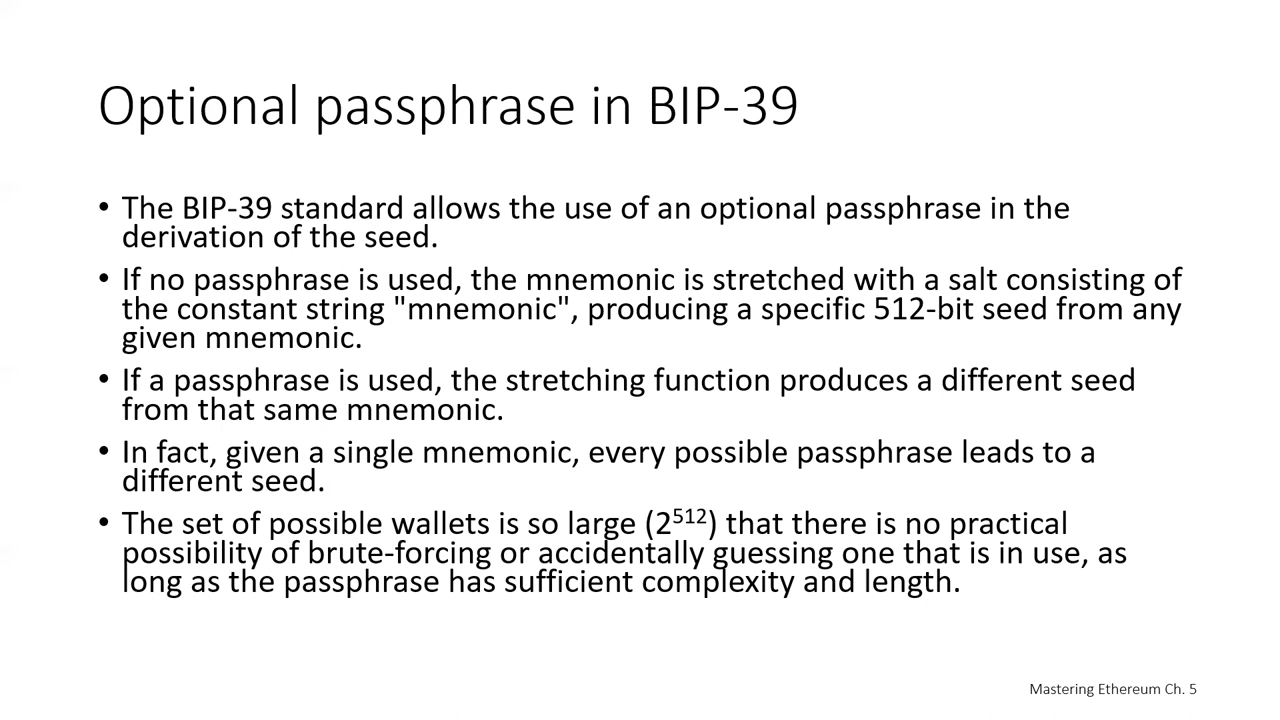 Optional passphrase in BIP-39
• The BIP-39 standard allows the use of an optional passphrase in the
derivation of the seed.
• If no passphrase is used, the mnemonic is stretched with a salt consisting of
the constant string "mnemonic", producing a specific 512-bit seed from any
given mnemonic.
• If a passphrase is used, the stretching function produces a different seed
from that same mnemonic.
• In fact, given a single mnemonic, every possible passphrase leads to a
different seed.
• The set of possible wallets is so large (2⁵¹²) that there is no practical
possibility of brute-forcing or accidentally guessing one that is in use, as
long as the passphrase has sufficient complexity and length.
Mastering Ethereum Ch. 5